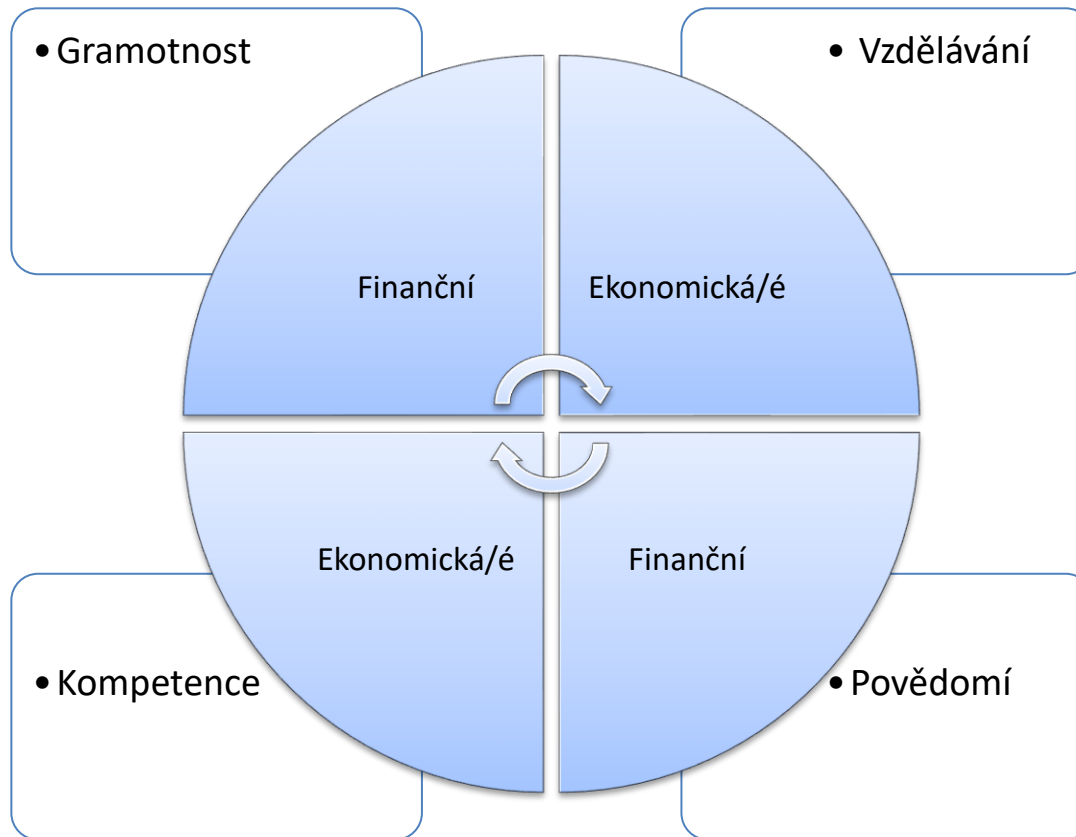 • Gramotnost
• Vzdělávání
Finanční
Ekonomická/é
Ekonomická/é
Finanční
• Kompetence
• Povědomí